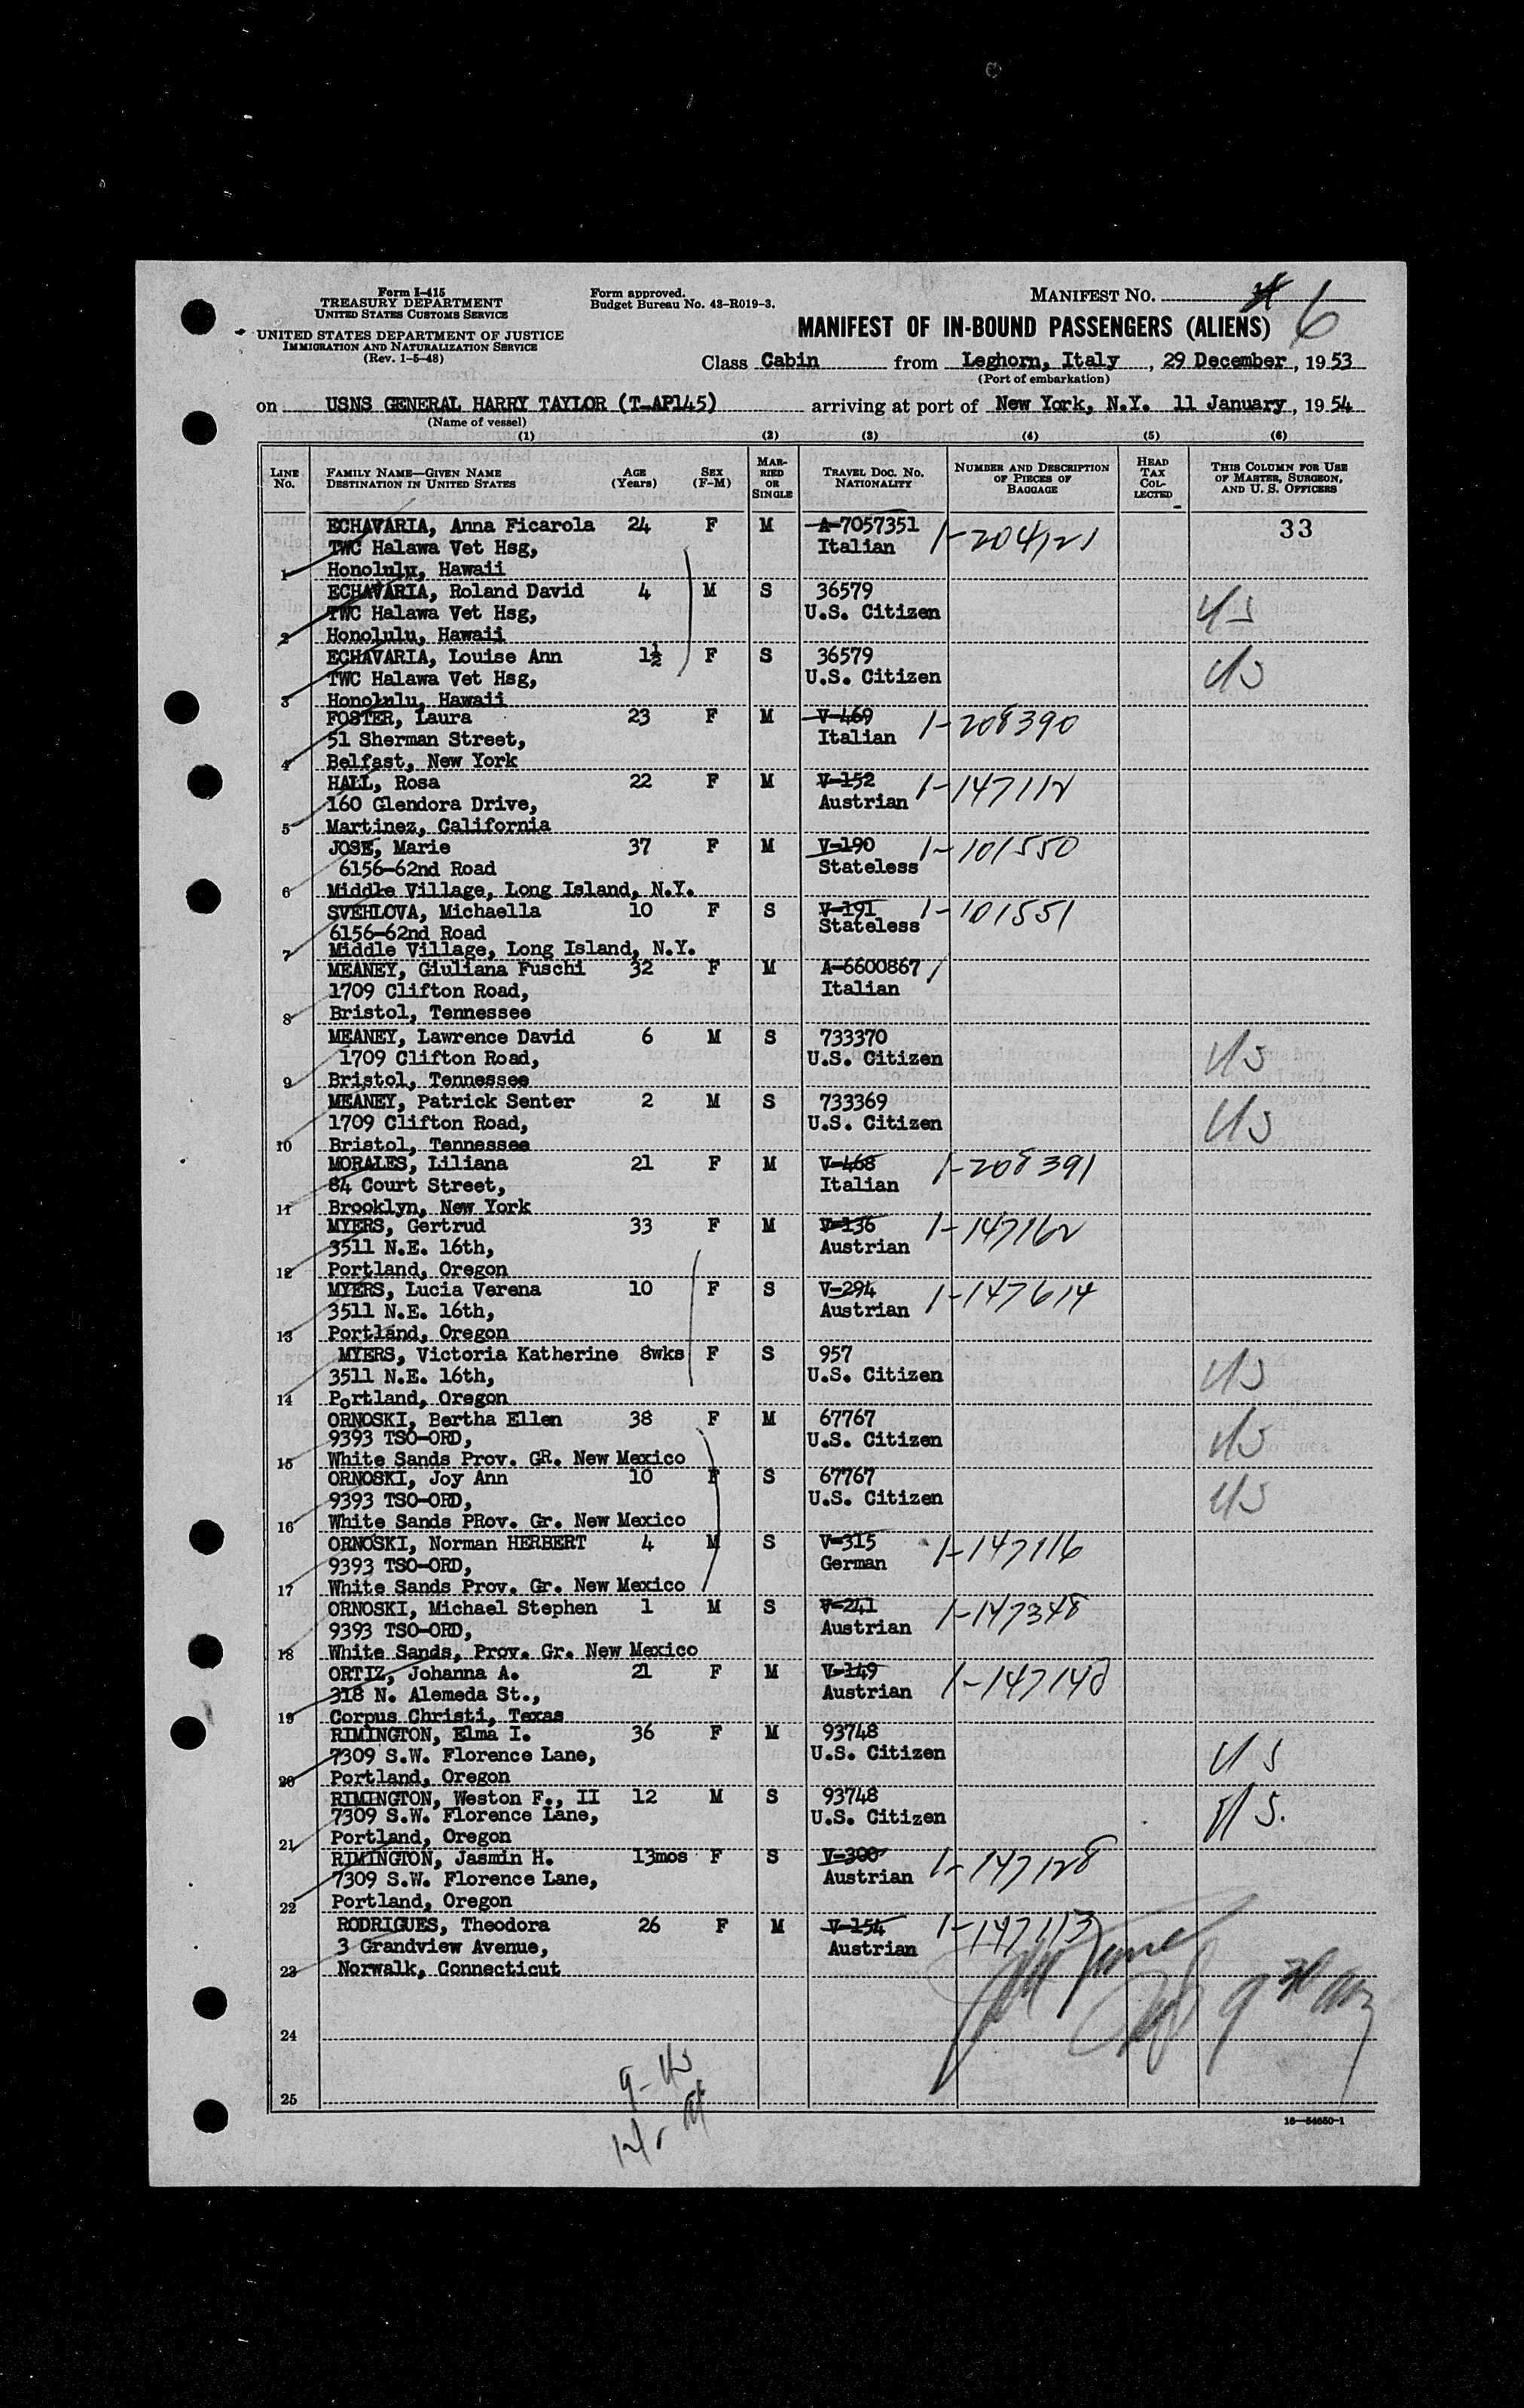 Form I-415
TREASURY DEPARTMENT
UNITED STATES CUSTOMS SERVICE
UNITED STATES DEPARTMENT OF JUSTICE
IMMIGRATION AND NATURALIZATION SERVICE
(Rev. 1-5-48)
Form approved.
Budget Bureau No. 43-R019-3.
MANIFEST NO. 6
MANIFEST OF IN-BOUND PASSENGERS (ALIENS)
Class Cabin from Leghorn, Italy, 29 December, 1953
(Port of embarkation)
on USNS GENERAL HARRY TAYLOR (T-AP145) arriving at port of New York, N.Y. 11 January, 1954
(Name of vessel)
(1) (2) (3) (4) (5) (6)
LINE No. FAMILY NAME—GIVEN NAME DESTINATION IN UNITED STATES AGE (Years) SEX (F-M) MARRIED OR SINGLE TRAVEL DOC. NO. NATIONALITY NUMBER AND DESCRIPTION OF PIECES OF BAGGAGE HEAD TAX COLLECTED THIS COLUMN FOR USE OF MASTER, SURGEON, AND U. S. OFFICERS
ECHAVARIA, Anna Ficarola 24 F M A-7057351 1-204121 33
TWC Halawa Vet Hsg, Italian
1 Honolulu, Hawaii
ECHAVARIA, Roland David 4 M S 36579 US
TWC Halawa Vet Hsg, U.S. Citizen
2 Honolulu, Hawaii
ECHAVARIA, Louise Ann 1½ F S 36579 US
TWC Halawa Vet Hsg, U.S. Citizen
3 Honolulu, Hawaii
FOSTER, Laura 23 F M V-469 1-208390
51 Sherman Street, Italian
4 Belfast, New York
HALL, Rosa 22 F M V-152 1-147112
160 Glendora Drive, Austrian
5 Martinez, California
JOSE, Marie 37 F M V-190 1-101550
6156-62nd Road Stateless
6 Middle Village, Long Island, N.Y.
SVEHLOVA, Michaella 10 F S V-191 1-101551
6156-62nd Road Stateless
7 Middle Village, Long Island, N.Y.
MEANEY, Giuliana Fuschi 32 F M A-6600867
1709 Clifton Road, Italian
8 Bristol, Tennessee
MEANEY, Lawrence David 6 M S 733370 US
1709 Clifton Road, U.S. Citizen
9 Bristol, Tennessee
MEANEY, Patrick Senter 2 M S 733369 US
1709 Clifton Road, U.S. Citizen
10 Bristol, Tennessee
MORALES, Liliana 21 F M V-468 1-208391
84 Court Street, Italian
11 Brooklyn, New York
MYERS, Gertrud 33 F M V-136 1-147162
3511 N.E. 16th, Austrian
12 Portland, Oregon
MYERS, Lucia Verena 10 F S V-294 1-147614
3511 N.E. 16th, Austrian
13 Portland, Oregon
MYERS, Victoria Katherine 8wks F S 957 US
3511 N.E. 16th, U.S. Citizen
14 Portland, Oregon
ORNOSKI, Bertha Ellen 38 F M 67767 US
9393 TSO-ORD, U.S. Citizen
15 White Sands Prov. GR. New Mexico
ORNOSKI, Joy Ann 10 F S 67767 US
9393 TSO-ORD, U.S. Citizen
16 White Sands PRov. Gr. New Mexico
ORNOSKI, Norman HERBERT 4 M S V-315 1-147116
9393 TSO-ORD, German
17 White Sands Prov. Gr. New Mexico
ORNOSKI, Michael Stephen 1 M S V-241 1-147348
9393 TSO-ORD, Austrian
18 White Sands, Prov. Gr. New Mexico
ORTIZ, Johanna A. 21 F M V-149 1-147148
318 N. Alemeda St., Austrian
19 Corpus Christi, Texas
RIMINGTON, Elma I. 36 F M 93748 US
7309 S.W. Florence Lane, U.S. Citizen
20 Portland, Oregon
RIMINGTON, Weston F., II 12 M S 93748 US.
7309 S.W. Florence Lane, U.S. Citizen
21 Portland, Oregon
RIMINGTON, Jasmin H. 13mos F S V-300 1-147128
7309 S.W. Florence Lane, Austrian
22 Portland, Oregon
RODRIGUES, Theodora 26 F M V-154 1-147113
3 Grandview Avenue, Austrian
23 Norwalk, Connecticut
24
9-US
25
16—54650-1